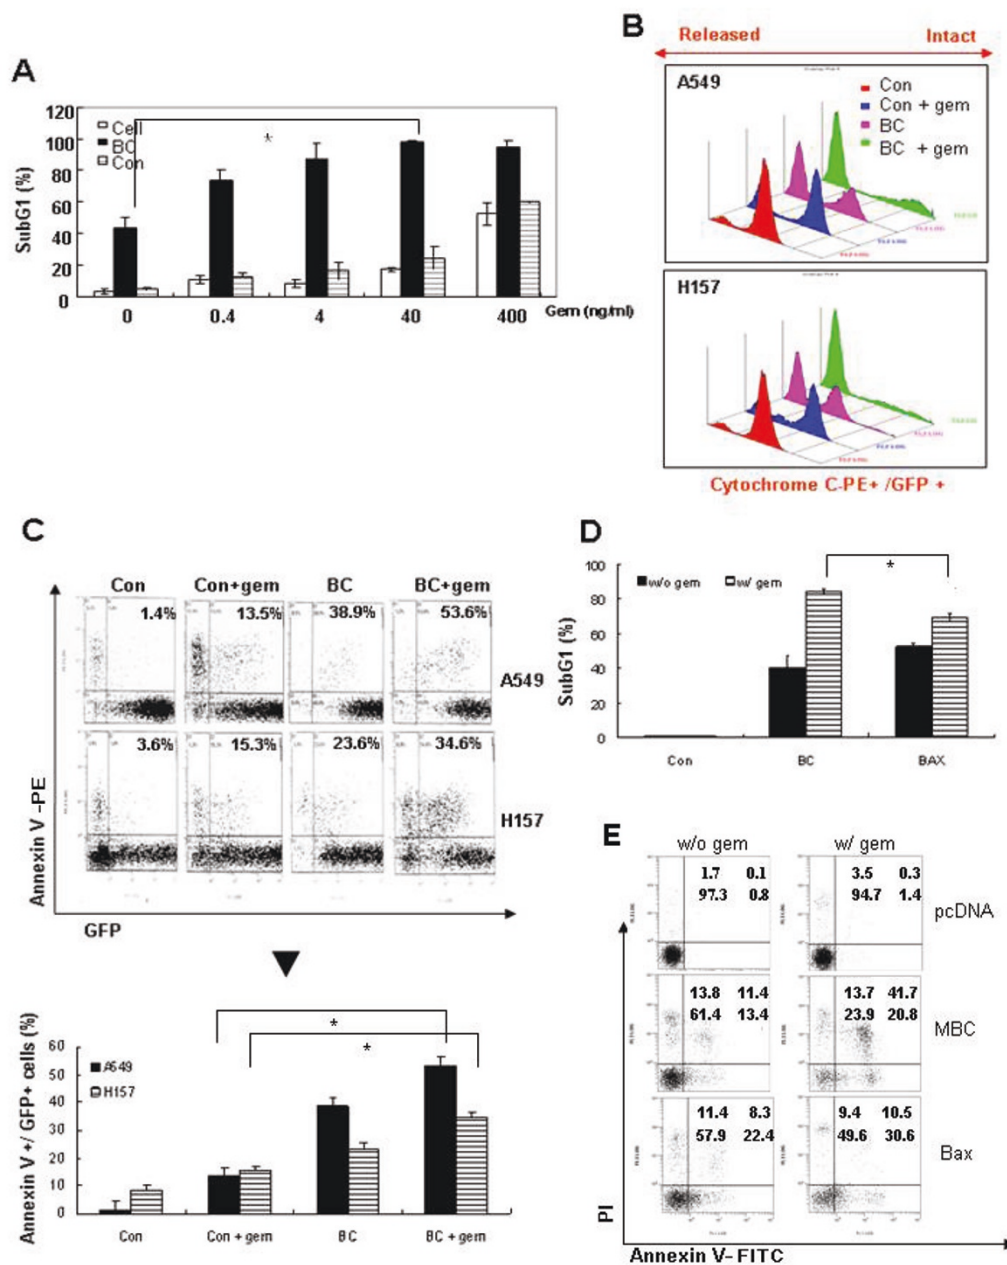 A
120
100
80
60
40
20
0
SubG1 (%)
Cell
BC
Con
*
0 0.4 4 40 400 Gem (ng/ml)
B
Released Intact
A549
Con
Con + gem
BC
BC + gem
H157
Cytochrome C-PE+ /GFP +
C
Con Con+gem BC BC+gem
1.4% 13.5% 38.9% 53.6%
A549
3.6% 15.3% 23.6% 34.6%
H157
Annexin V -PE
GFP
Annexin V +/ GFP+ cells (%)
60
50
40
30
20
10
0
A649
H157
*
*
Con Con + gem BC BC + gem
D
100
80
60
40
20
0
SubG1 (%)
w/o gem w/ gem
*
Con BC BAX
E
w/o gem w/ gem
1.7 0.1 3.5 0.3
97.3 0.8 94.7 1.4
pcDNA
13.8 11.4 13.7 41.7
61.4 13.4 23.9 20.8
MBC
11.4 8.3 9.4 10.5
57.9 22.4 49.6 30.6
Bax
PI
Annexin V- FITC